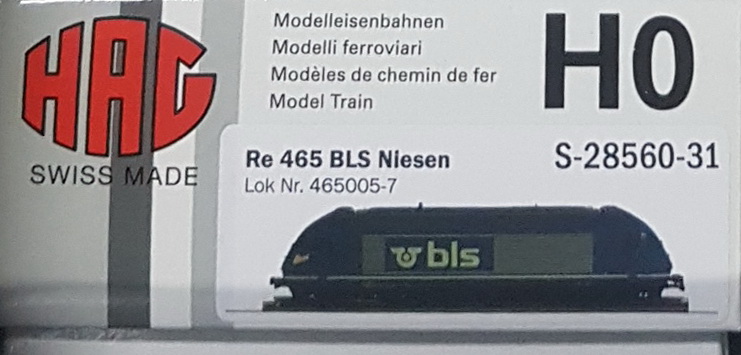 HAG
SWISS MADE
Modelleisenbahnen
Modelli ferroviari
Modèles de chemin de fer
Model Train
H0
Re 465 BLS Niesen
S-28560-31
Lok Nr. 465005-7
bls